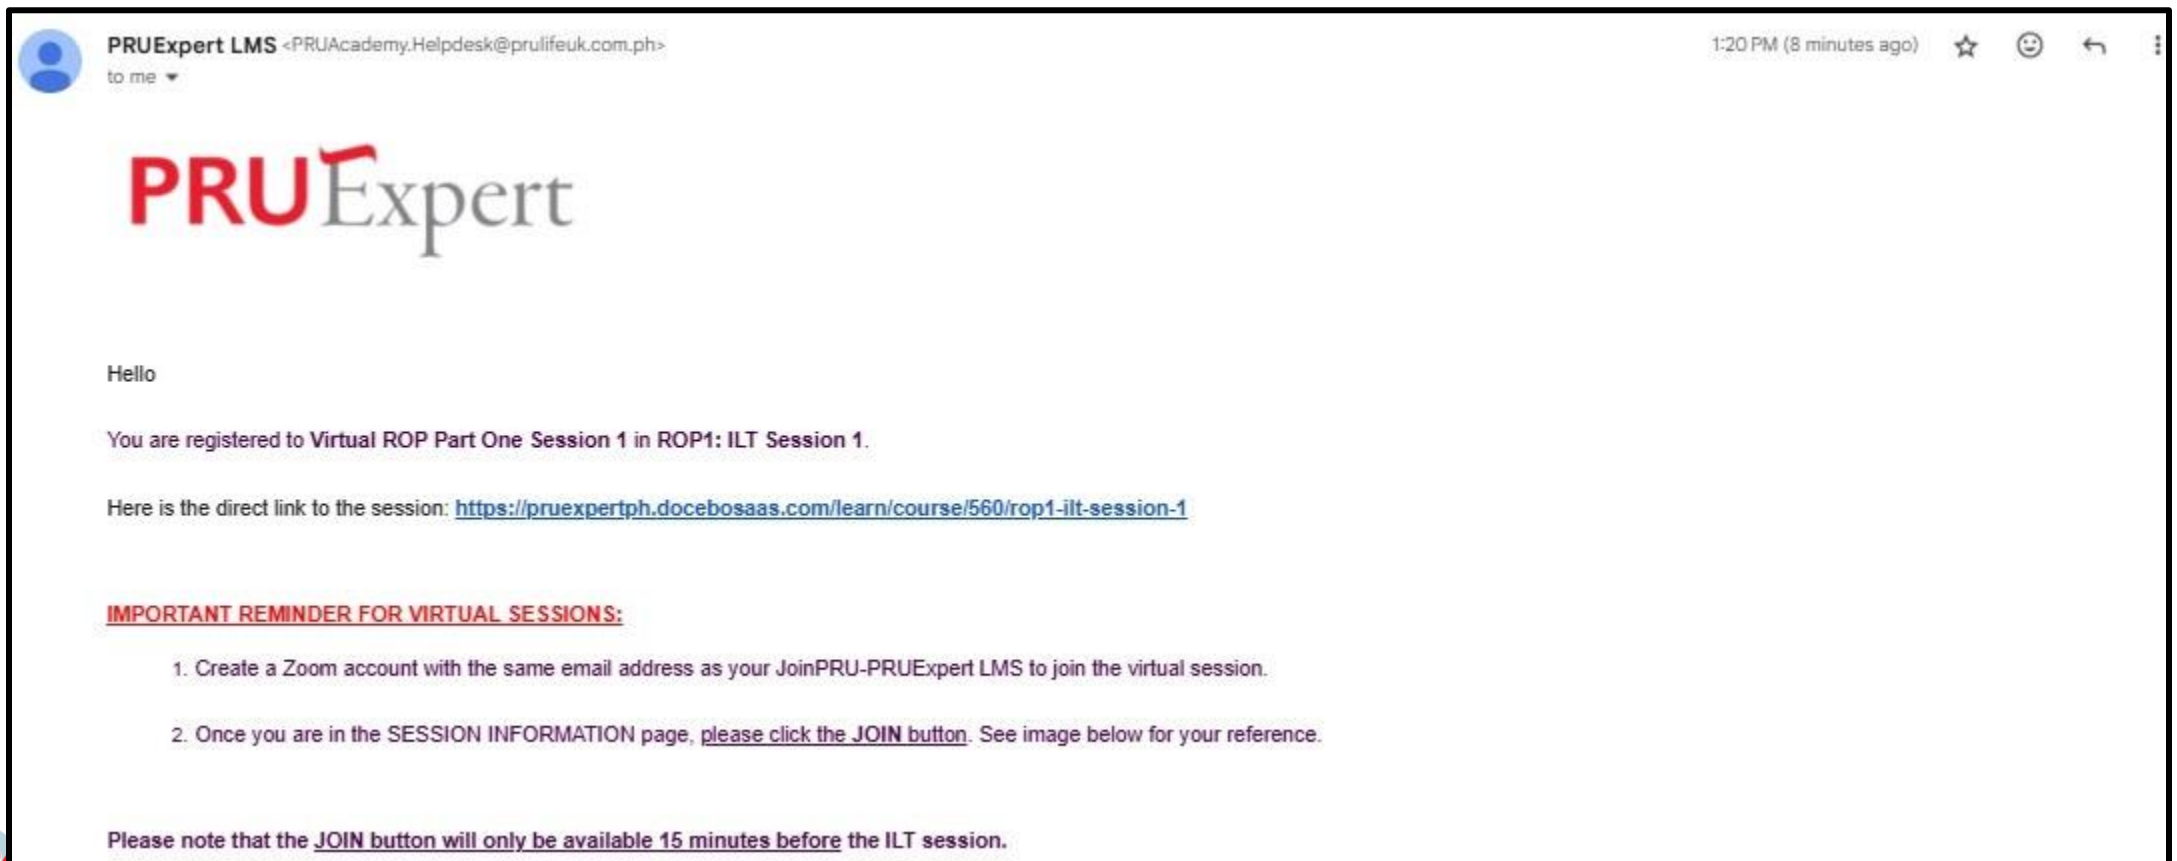 PRUExpert LMS <PRUAcademy.Helpdesk@prulifeuk.com.ph> 1:20 PM (8 minutes ago)
to me
PRUExpert
Hello
You are registered to Virtual ROP Part One Session 1 in ROP1: ILT Session 1.
Here is the direct link to the session: https://pruexpertph.docebosaas.com/learn/course/560/rop1-ilt-session-1
IMPORTANT REMINDER FOR VIRTUAL SESSIONS:
1. Create a Zoom account with the same email address as your JoinPRU-PRUExpert LMS to join the virtual session.
2. Once you are in the SESSION INFORMATION page, please click the JOIN button. See image below for your reference.
Please note that the JOIN button will only be available 15 minutes before the ILT session.